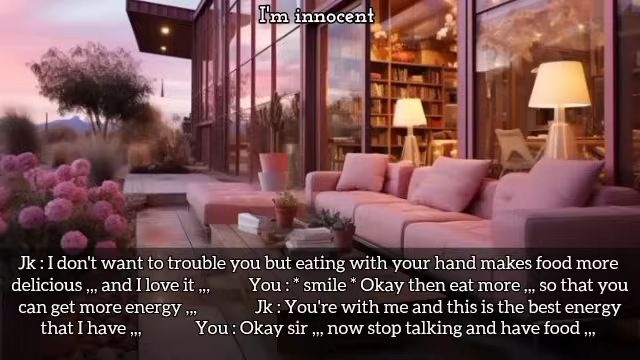 I'm innocent
Jk : I don't want to trouble you but eating with your hand makes food more
delicious ,,, and I love it ,,, You : * smile * Okay then eat more ,,, so that you
can get more energy ,,, Jk : You're with me and this is the best energy
that I have ,,, You : Okay sir ,,, now stop talking and have food ,,,